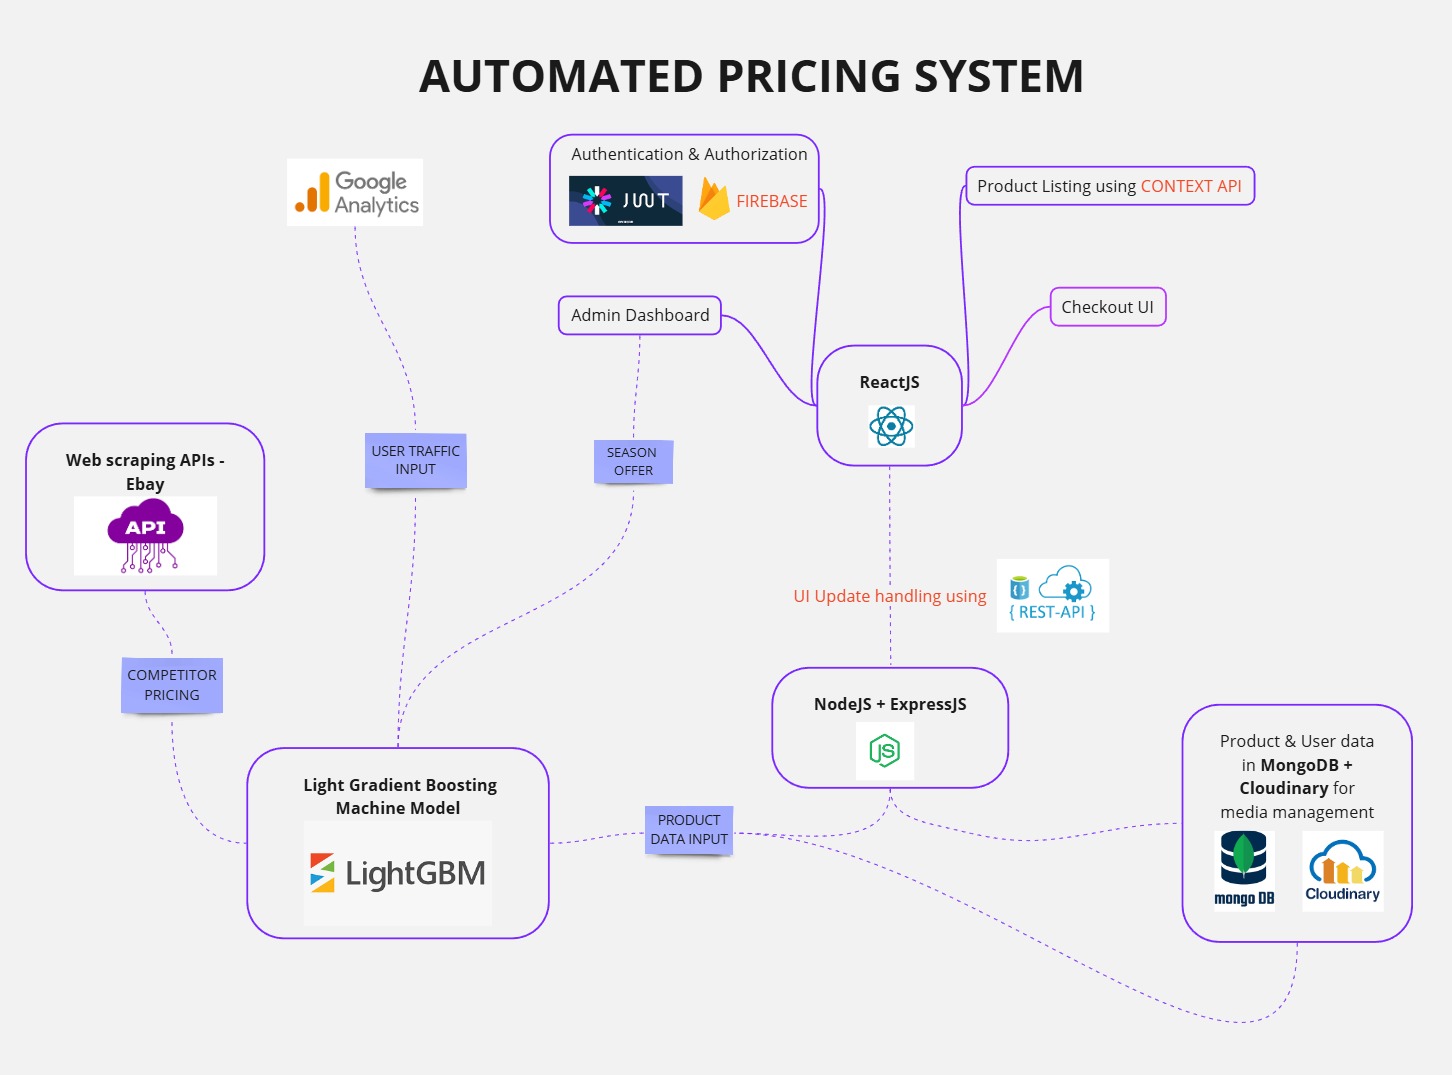 AUTOMATED PRICING SYSTEM
Google
Analytics
Authentication & Authorization
JWT
FIREBASE
Product Listing using CONTEXT API
Admin Dashboard
Checkout UI
ReactJS
USER TRAFFIC
INPUT
SEASON
OFFER
Web scraping APIs -
Ebay
API
UI Update handling using
{ REST-API }
COMPETITOR
PRICING
NodeJS + ExpressJS
JS
Product & User data
in MongoDB +
Cloudinary for
media management
mongo DB
Cloudinary
Light Gradient Boosting
Machine Model
LightGBM
PRODUCT
DATA INPUT